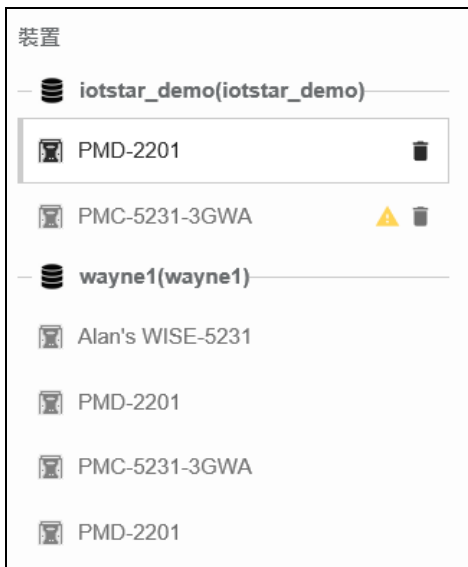 裝置
iotstar_demo(iotstar_demo)
PMD-2201
PMC-5231-3GWA
wayne1(wayne1)
Alan's WISE-5231
PMD-2201
PMC-5231-3GWA
PMD-2201